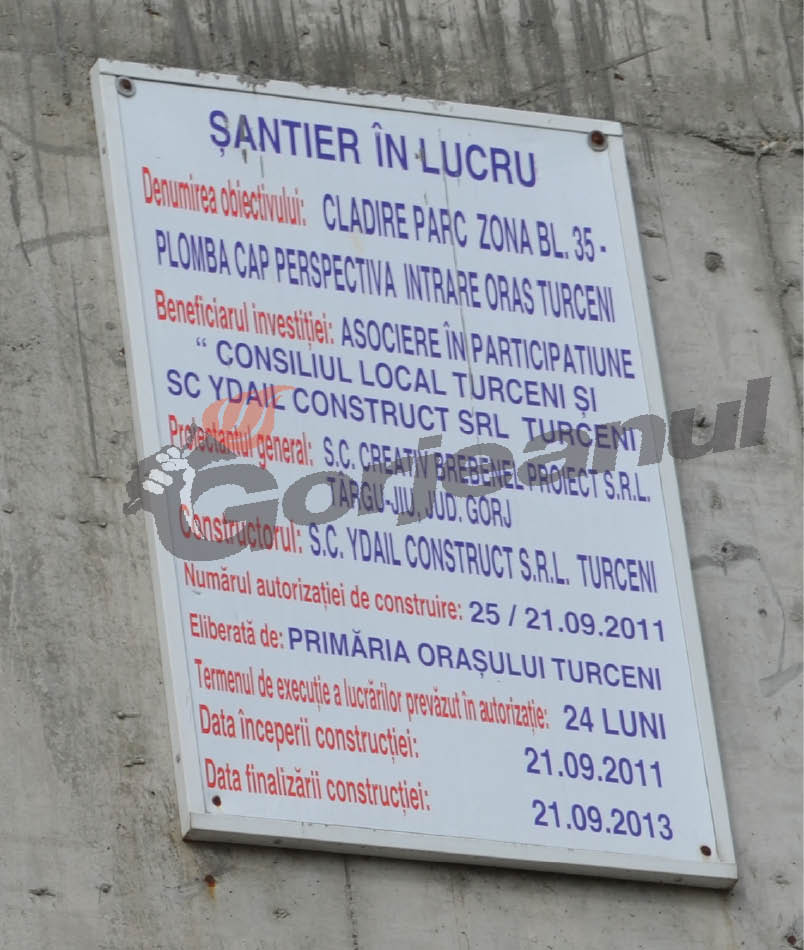 ȘANTIER ÎN LUCRU
Denumirea obiectivului: CLADIRE PARC ZONA BL. 35 -
PLOMBA CAP PERSPECTIVA INTRARE ORAS TURCENI
Beneficiarul investiției: ASOCIERE ÎN PARTICIPATIUNE
“ CONSILIUL LOCAL TURCENI ȘI
SC YDAIL CONSTRUCT SRL TURCENI
Proiectantul general: S.C. CREATIV BREBENEL PROIECT S.R.L.
TÂRGU-JIU, JUD. GORJ
Gorjeanul
Constructorul: S.C. YDAIL CONSTRUCT S.R.L. TURCENI
Numărul autorizației de construire: 25 / 21.09.2011
Eliberată de: PRIMĂRIA ORAȘULUI TURCENI
Termenul de execuție a lucrărilor prevăzut în autorizație: 24 LUNI
Data începerii construcției: 21.09.2011
Data finalizării construcției: 21.09.2013